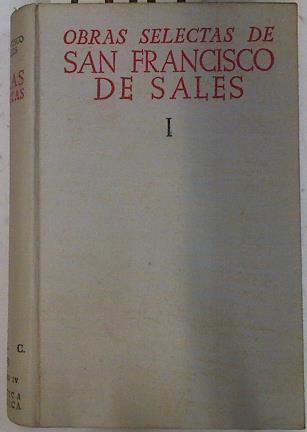 OBRAS SELECTAS DE
SAN FRANCISCO
DE SALES
I